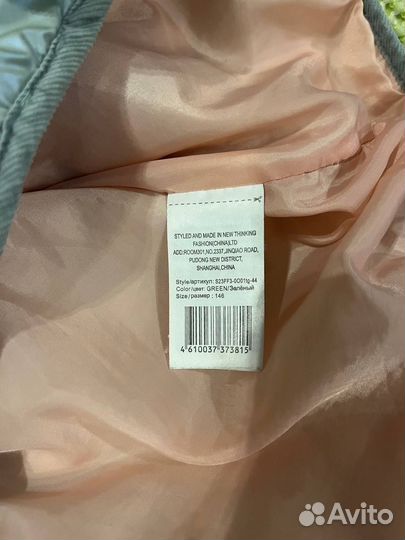 STYLED AND MADE IN NEW THINKING
FASHION(CHINA)LTD
ADD:ROOM301,NO.2337,JINQIAO ROAD,
PUDONG NEW DISTRICT,
SHANGHAI,CHINA
Style/артикул: S23FF3-0O01tg-44
Color/цвет: GREEN/Зелёный
Size/размер : 146
4 610037 373815
Avito